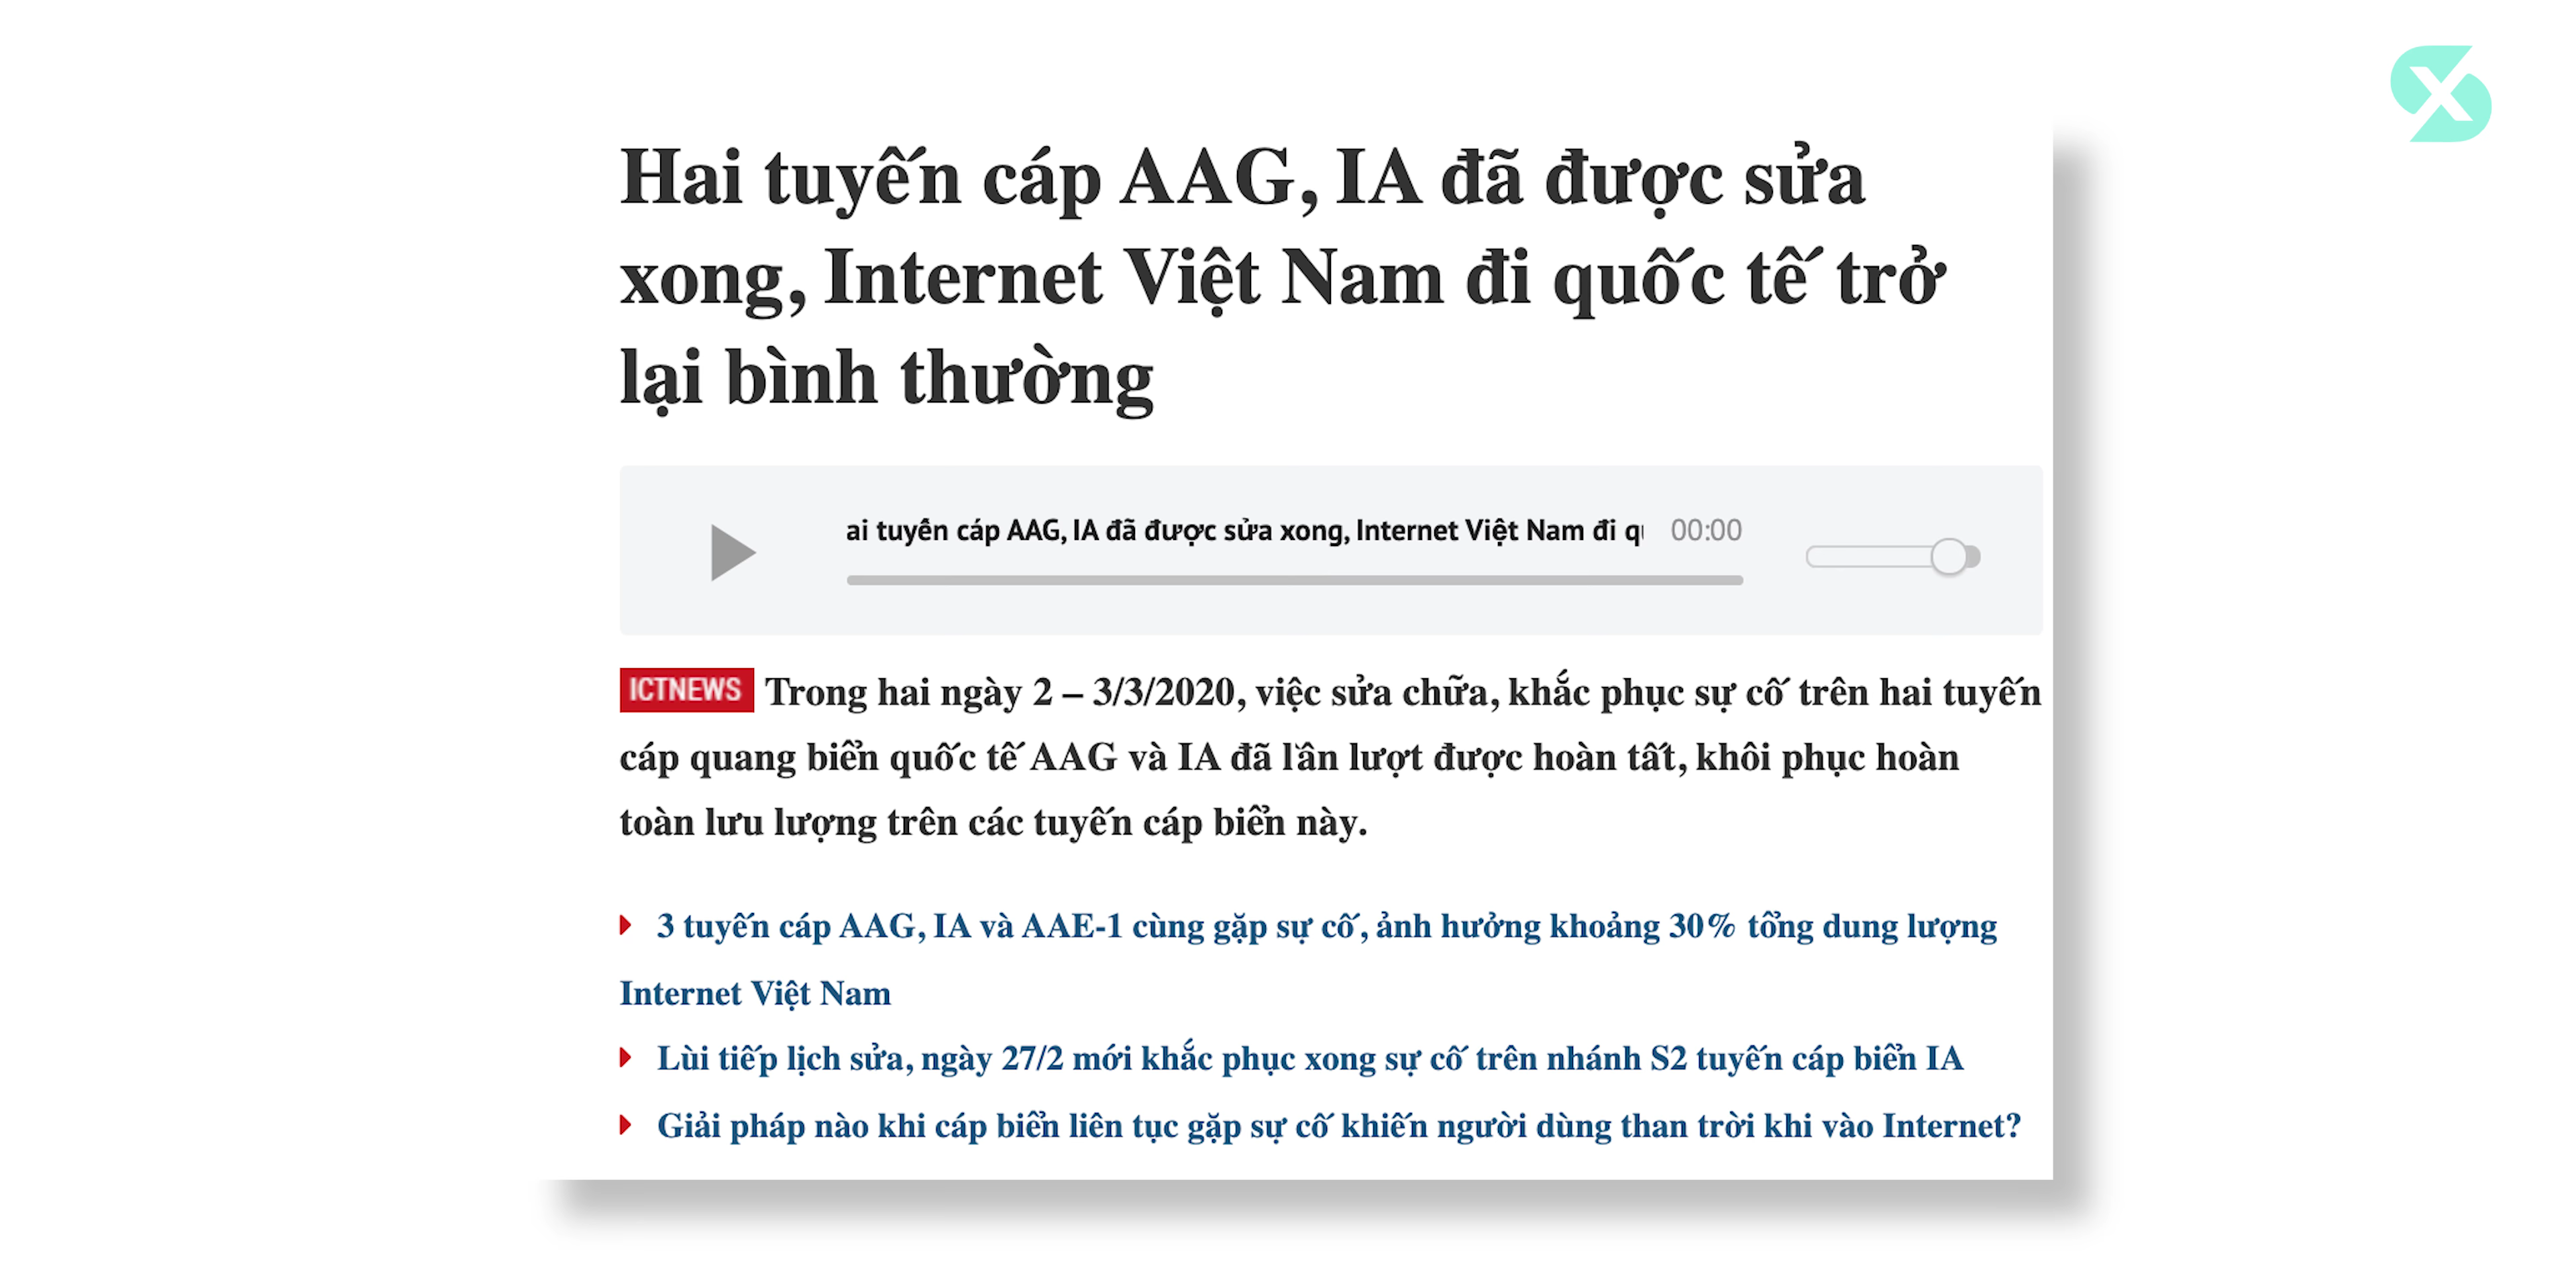 Hai tuyến cáp AAG, IA đã được sửa
xong, Internet Việt Nam đi quốc tế trở
lại bình thường
ai tuyến cáp AAG, IA đã được sửa xong, Internet Việt Nam đi 00:00
ICTNEWS Trong hai ngày 2 – 3/3/2020, việc sửa chữa, khắc phục sự cố trên hai tuyến
cáp quang biển quốc tế AAG và IA đã lần lượt được hoàn tất, khôi phục hoàn
toàn lưu lượng trên các tuyến cáp biển này.
3 tuyến cáp AAG, IA và AAE-1 cùng gặp sự cố, ảnh hưởng khoảng 30% tổng dung lượng
Internet Việt Nam
Lùi tiếp lịch sửa, ngày 27/2 mới khắc phục xong sự cố trên nhánh S2 tuyến cáp biển IA
Giải pháp nào khi cáp biển liên tục gặp sự cố khiến người dùng than trời khi vào Internet?